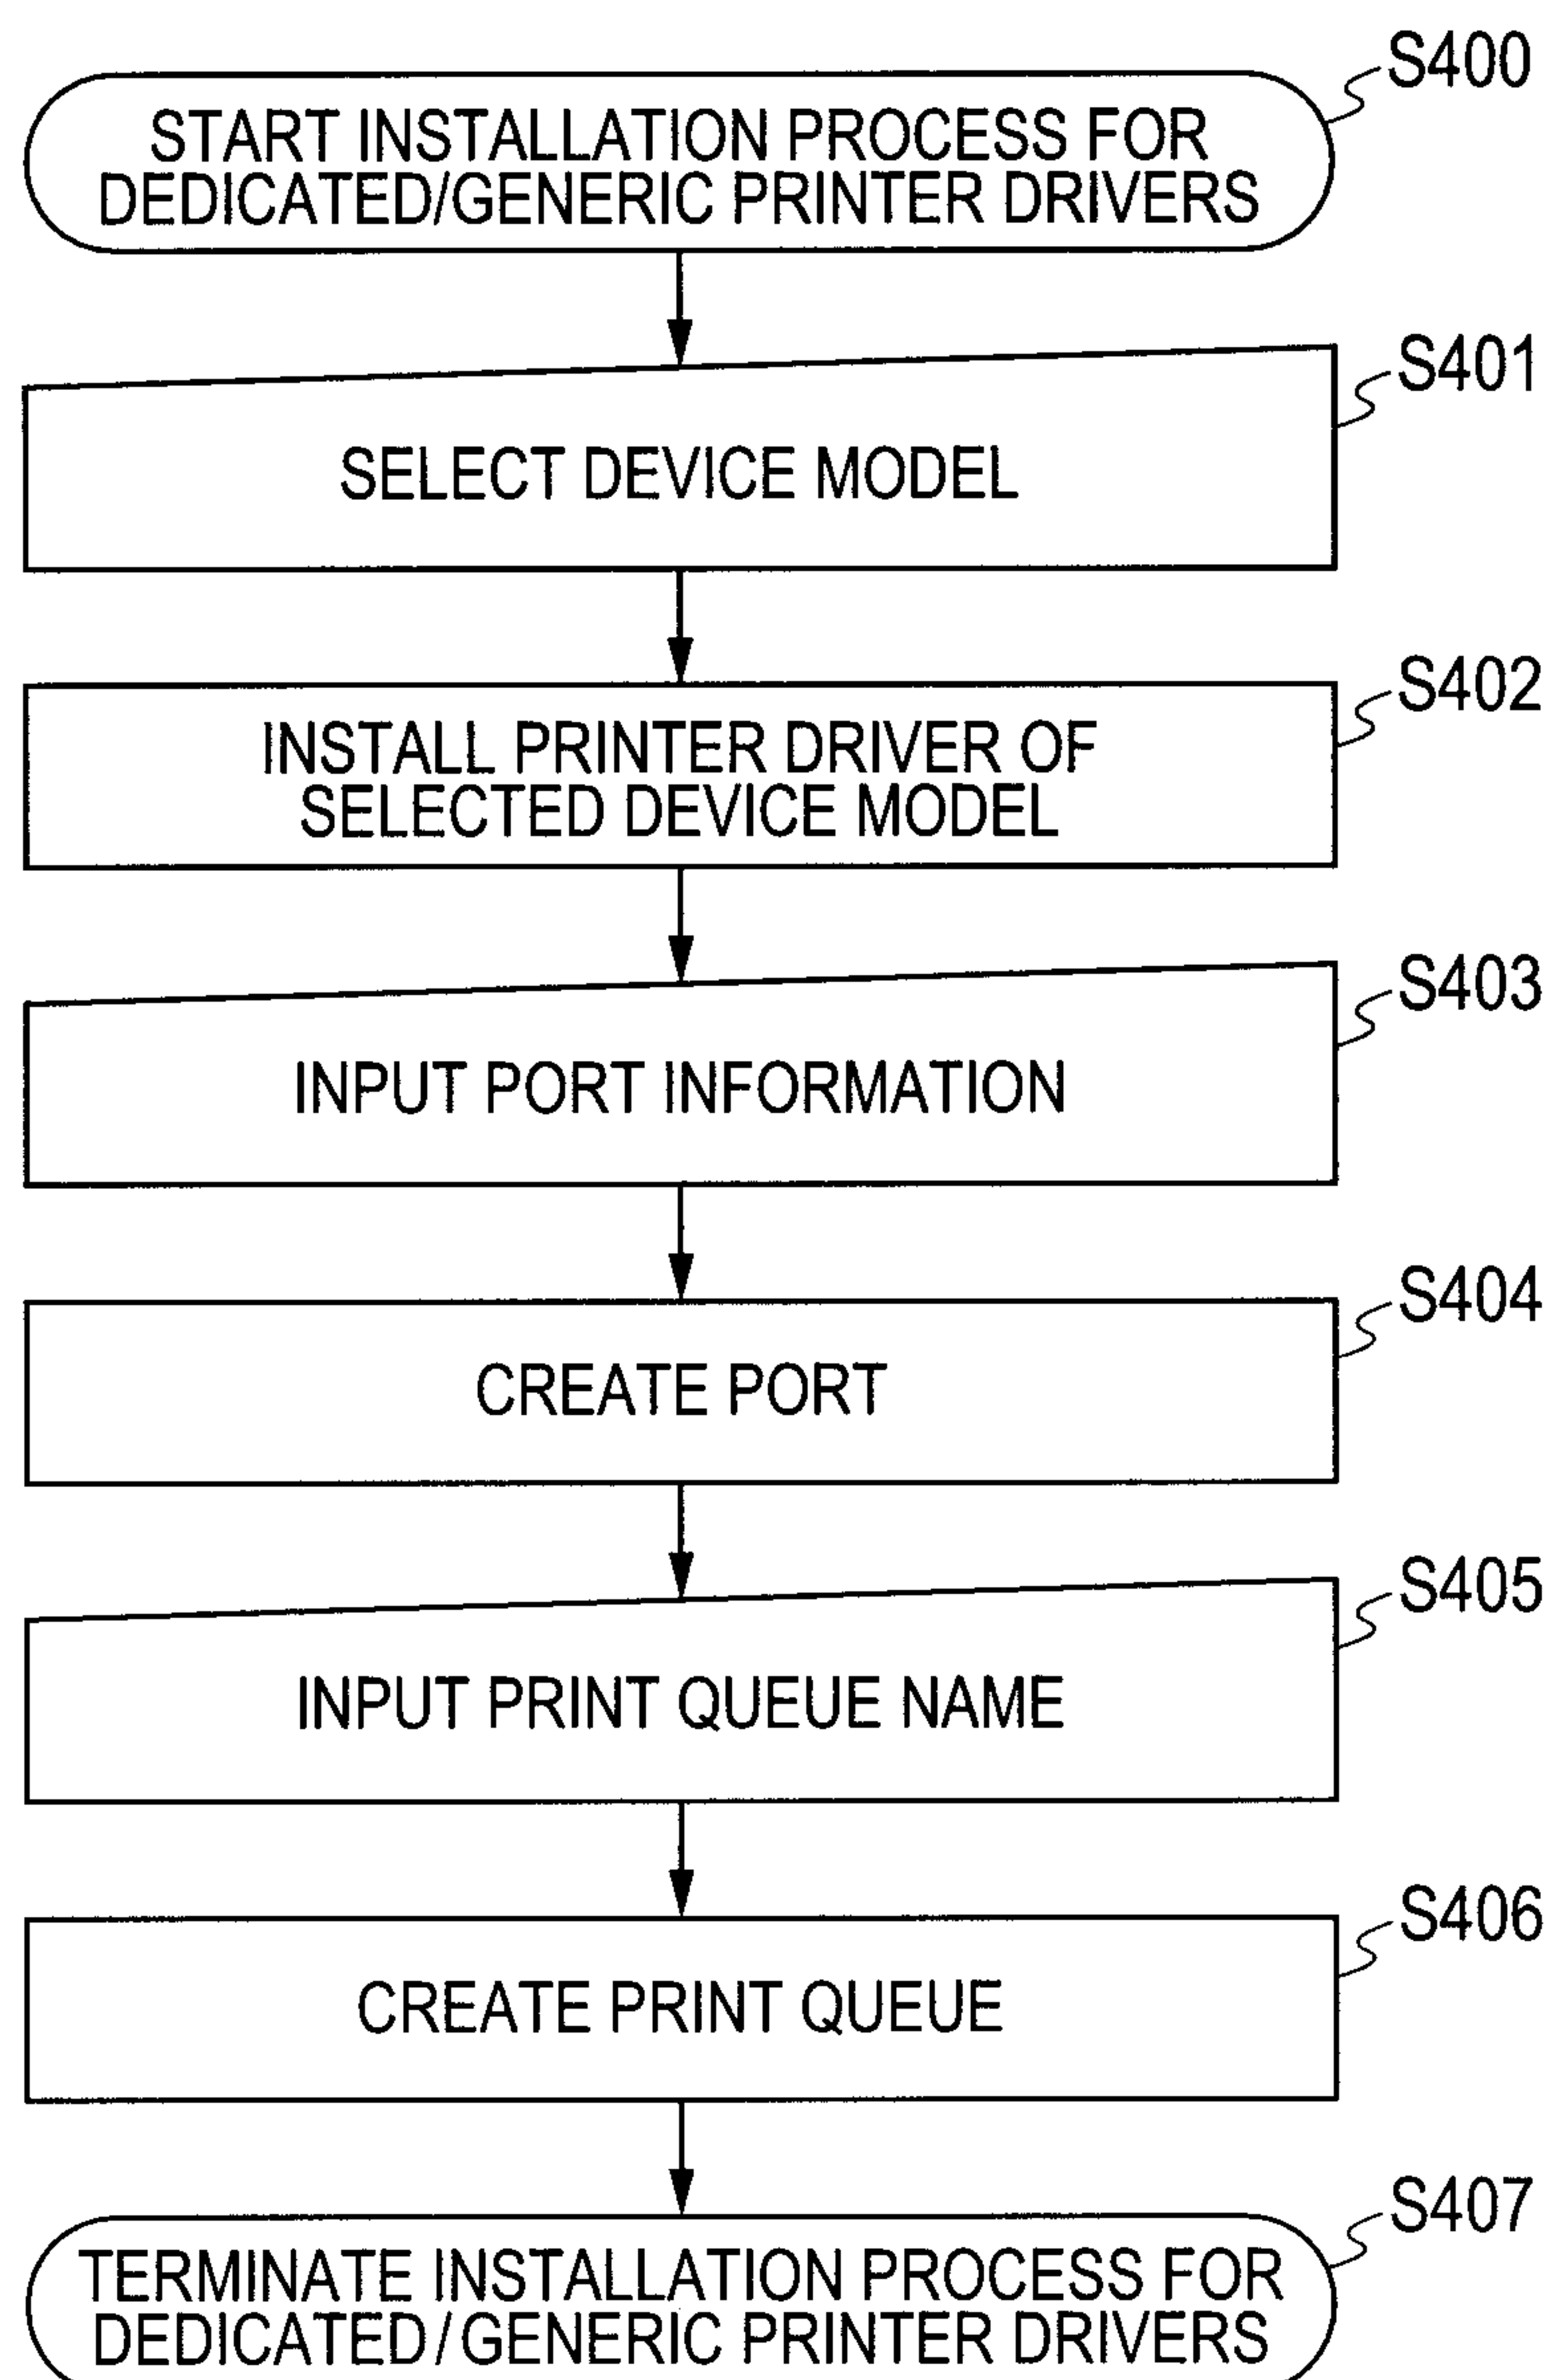 S400
START INSTALLATION PROCESS FOR
DEDICATED/GENERIC PRINTER DRIVERS
S401
SELECT DEVICE MODEL
S402
INSTALL PRINTER DRIVER OF
SELECTED DEVICE MODEL
S403
INPUT PORT INFORMATION
S404
CREATE PORT
S405
INPUT PRINT QUEUE NAME
S406
CREATE PRINT QUEUE
S407
TERMINATE INSTALLATION PROCESS FOR
DEDICATED/GENERIC PRINTER DRIVERS